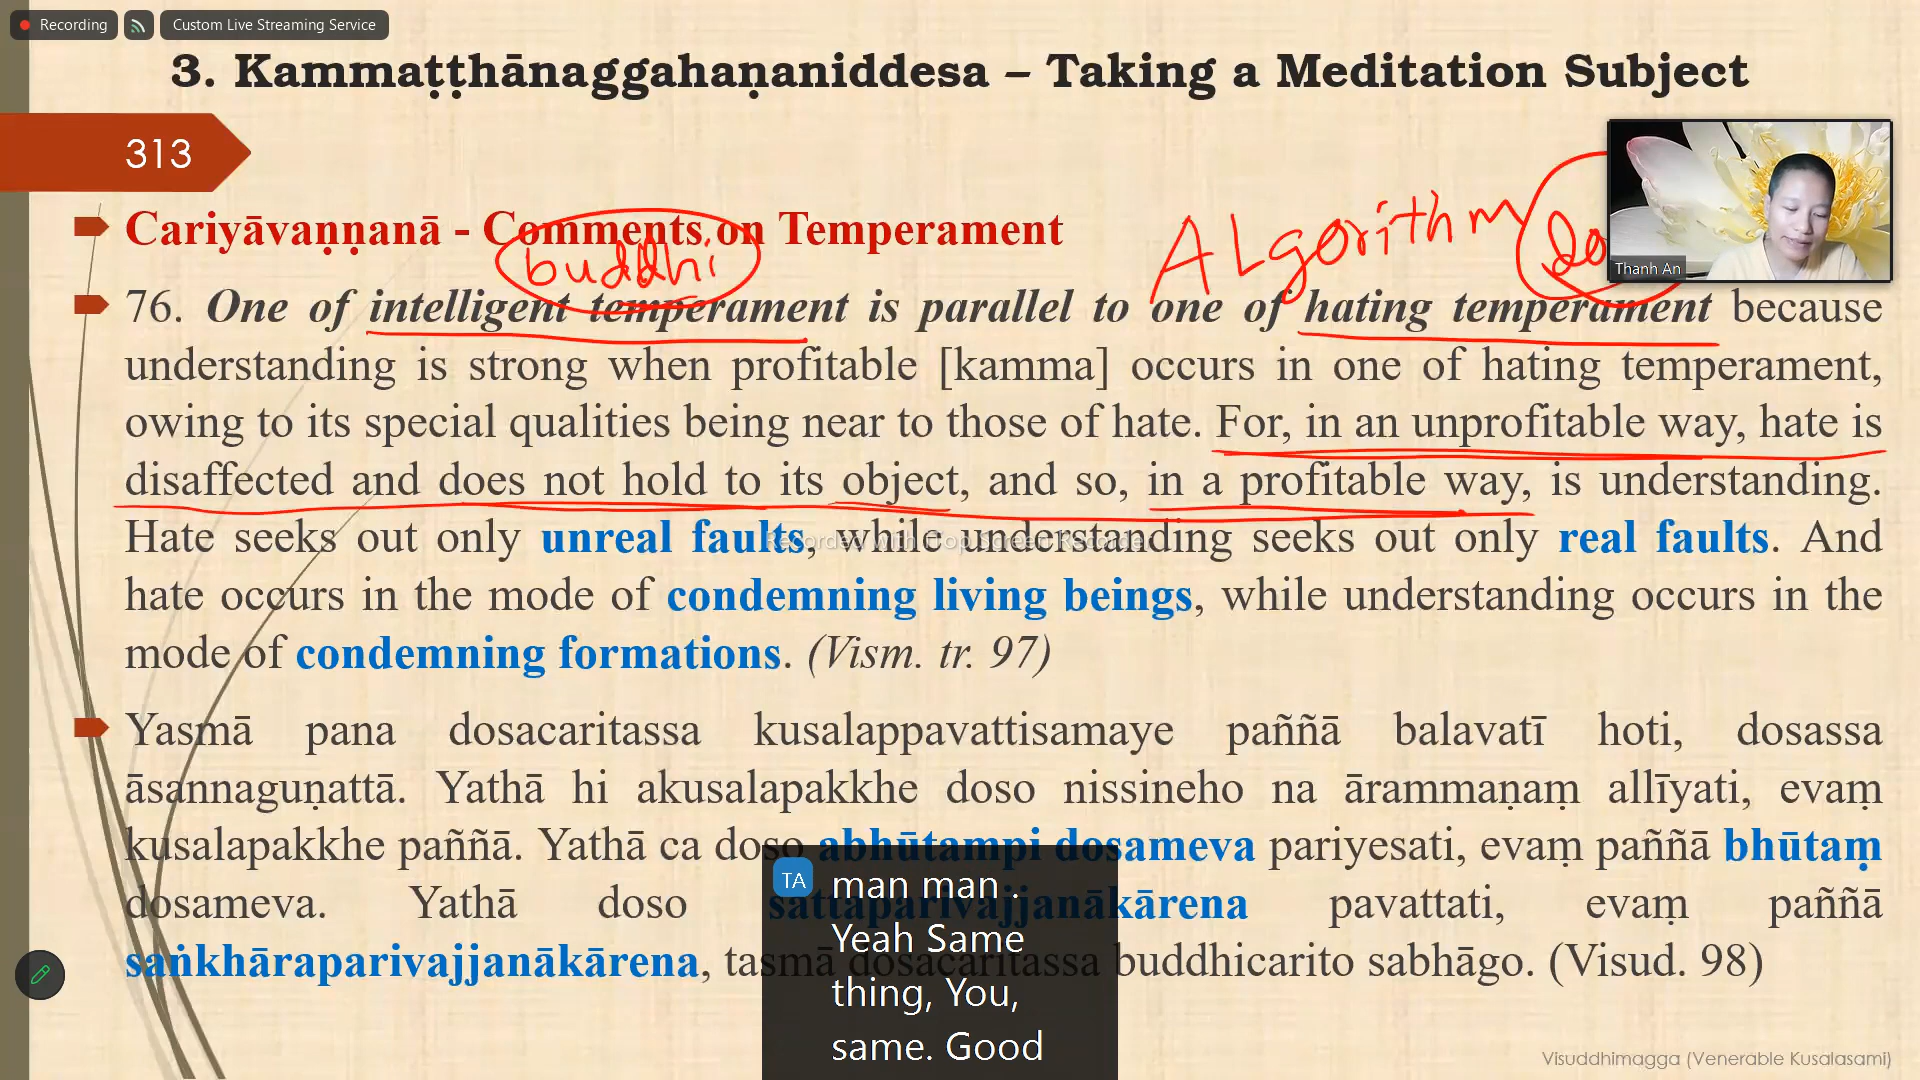 Recording
Custom Live Streaming Service
3. Kammaṭṭhānaggahaṇaniddesa – Taking a Meditation Subject
313
Cariyāvaṇṇanā - Comments on Temperament
buddhi
ALgorithm
Do
Thanh An
76. One of intelligent temperament is parallel to one of hating temperament because
understanding is strong when profitable [kamma] occurs in one of hating temperament,
owing to its special qualities being near to those of hate. For, in an unprofitable way, hate is
disaffected and does not hold to its object, and so, in a profitable way, is understanding.
Hate seeks out only unreal faults, while understanding seeks out only real faults. And
Recorded with iTop Screen Recorder
hate occurs in the mode of condemning living beings, while understanding occurs in the
mode of condemning formations. (Vism. tr. 97)
Yasmā pana dosacaritassa kusalappavattisamaye paññā balavatī hoti, dosassa
āsannaguṇattā. Yathā hi akusalapakkhe doso nissineho na ārammaṇaṃ allīyati, evaṃ
kusalapakkhe paññā. Yathā ca doso abhūtampi dosameva pariyesati, evaṃ paññā bhūtaṃ
dosameva. Yathā doso sattaparivajjanākārena pavattati, evaṃ paññā
saṅkhāraparivajjanākārena, tasmā dosacaritassa buddhicarito sabhāgo. (Visud. 98)
TA
man man .
Yeah Same
thing, You,
same. Good
Visuddhimagga (Venerable Kusalasami)